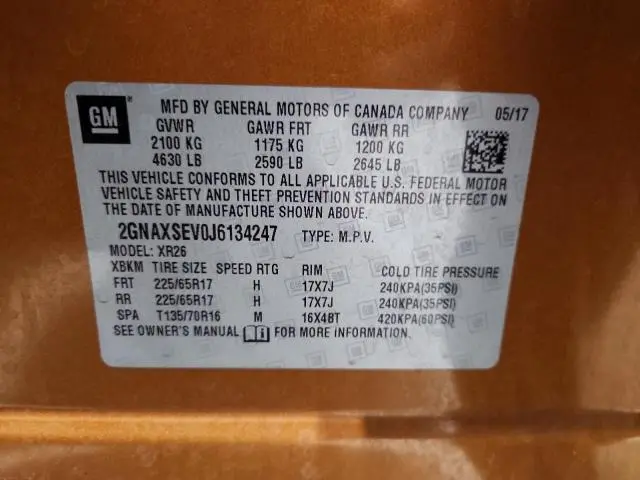 GM
MFD BY GENERAL MOTORS OF CANADA COMPANY 05/17
GVWR GAWR FRT GAWR RR
2100 KG 1175 KG 1200 KG
4630 LB 2590 LB 2645 LB
THIS VEHICLE CONFORMS TO ALL APPLICABLE U.S. FEDERAL MOTOR
VEHICLE SAFETY AND THEFT PREVENTION STANDARDS IN EFFECT ON
THE DATE OF MANUFACTURE SHOWN ABOVE.
2GNAXSEV0J6134247 TYPE: M.P.V.
MODEL: XR26
XBKM TIRE SIZE SPEED RTG RIM COLD TIRE PRESSURE
FRT 225/65R17 H 17X7J 240KPA(35PSI)
RR 225/65R17 H 17X7J 240KPA(35PSI)
SPA T135/70R16 M 16X4BT 420KPA(60PSI)
SEE OWNER'S MANUAL FOR MORE INFORMATION.